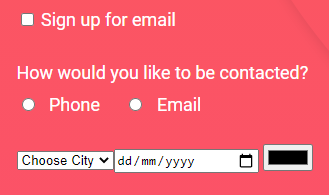 Sign up for email
How would you like to be contacted?
Phone Email
Choose City dd/mm/yyyy